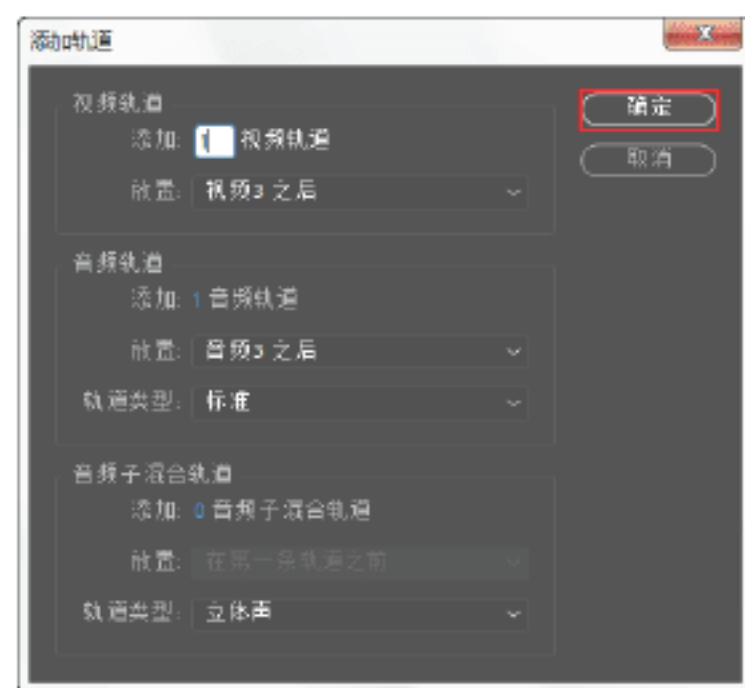 添加轨道
视频轨道
确定
添加: 1 视频轨道
取消
放置: 视频3 之后
音频轨道
添加: 1 音频轨道
放置: 音频3 之后
轨道类型: 标准
音频子混合轨道
添加: 0 音频子混合轨道
放置: 在第一条轨道之前
轨道类型: 立体声